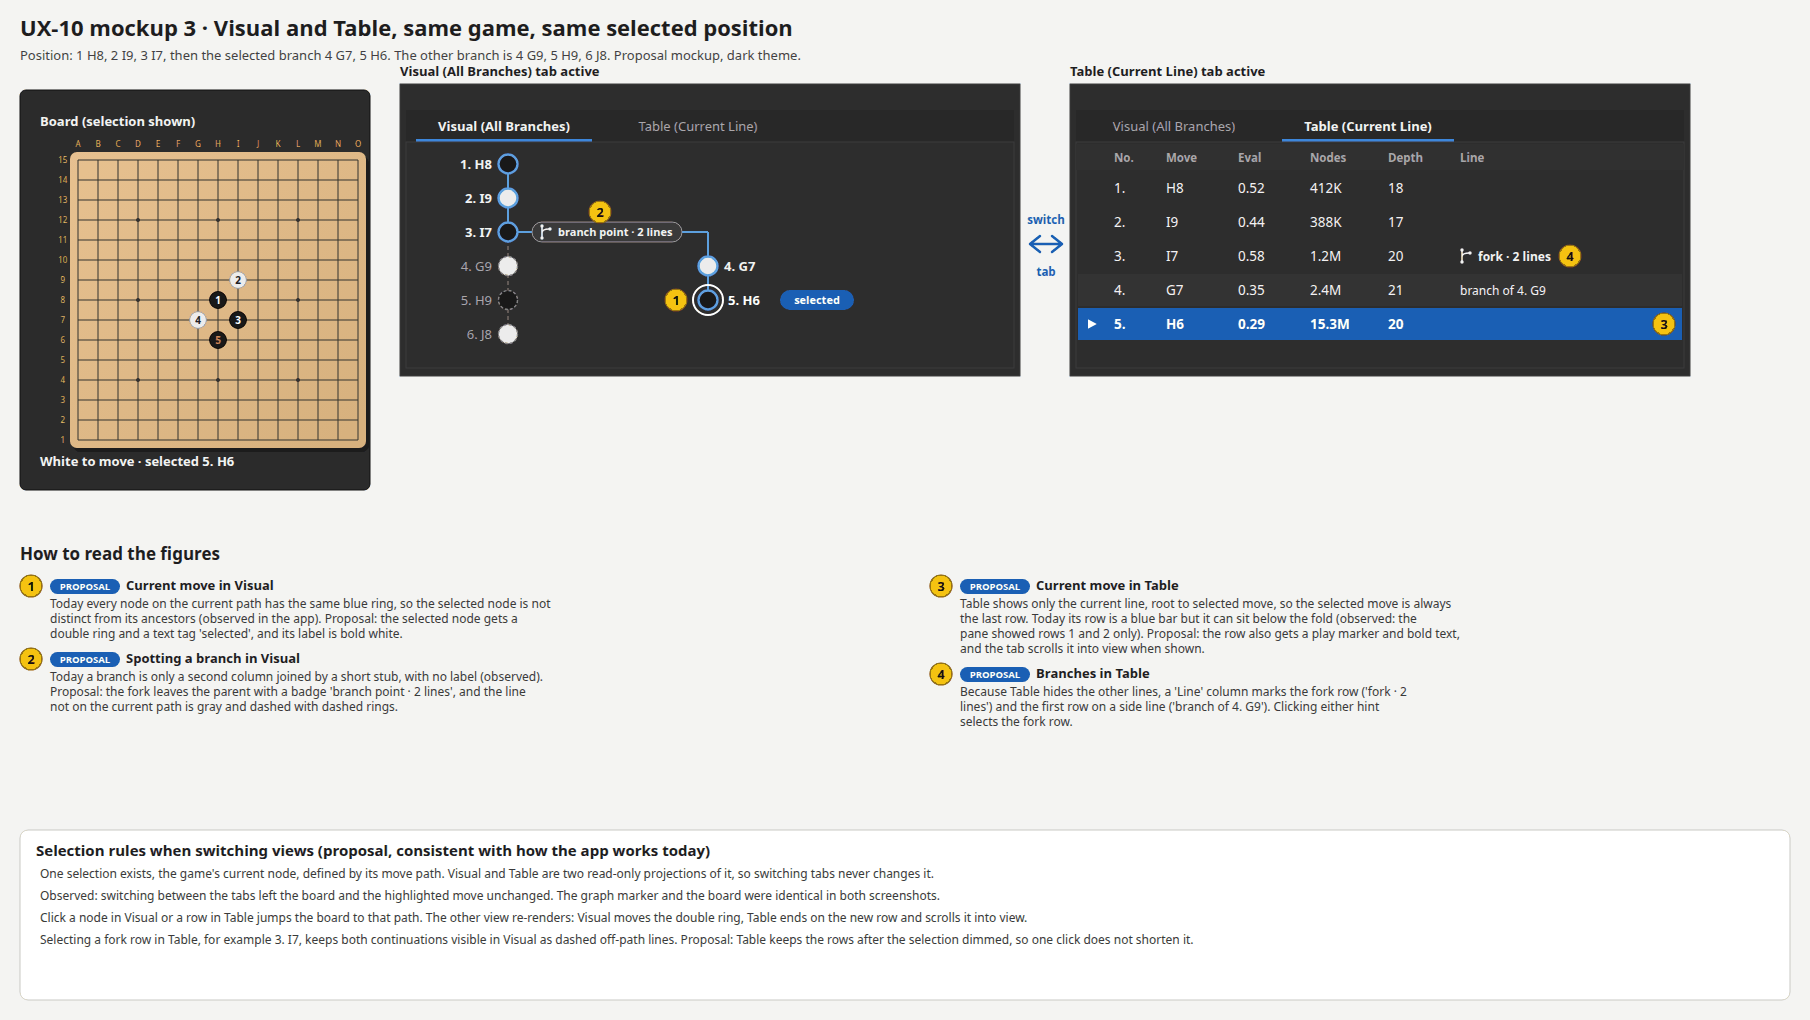 UX-10 mockup 3 · Visual and Table, same game, same selected position
Position: 1 H8, 2 I9, 3 I7, then the selected branch 4 G7, 5 H6. The other branch is 4 G9, 5 H9, 6 J8. Proposal mockup, dark theme.
Board (selection shown)
A B C D E F G H I J K L M N O
15
14
13
12
11
10
9
8
7
6
5
4
3
2
1
2
1
4
3
5
White to move · selected 5. H6
Visual (All Branches) tab active
Visual (All Branches) Table (Current Line)
1. H8
2. I9
2
3. I7 branch point · 2 lines
4. G9 4. G7
5. H9 1 5. H6 selected
6. J8
switch
tab
Table (Current Line) tab active
Visual (All Branches) Table (Current Line)
No. Move Eval Nodes Depth Line
1. H8 0.52 412K 18
2. I9 0.44 388K 17
3. I7 0.58 1.2M 20 fork · 2 lines 4
4. G7 0.35 2.4M 21 branch of 4. G9
5. H6 0.29 15.3M 20 3
How to read the figures
1 PROPOSAL Current move in Visual
Today every node on the current path has the same blue ring, so the selected node is not
distinct from its ancestors (observed in the app). Proposal: the selected node gets a
double ring and a text tag 'selected', and its label is bold white.
2 PROPOSAL Spotting a branch in Visual
Today a branch is only a second column joined by a short stub, with no label (observed).
Proposal: the fork leaves the parent with a badge 'branch point · 2 lines', and the line
not on the current path is gray and dashed with dashed rings.
3 PROPOSAL Current move in Table
Table shows only the current line, root to selected move, so the selected move is always
the last row. Today its row is a blue bar but it can sit below the fold (observed: the
pane showed rows 1 and 2 only). Proposal: the row also gets a play marker and bold text,
and the tab scrolls it into view when shown.
4 PROPOSAL Branches in Table
Because Table hides the other lines, a 'Line' column marks the fork row ('fork · 2
lines') and the first row on a side line ('branch of 4. G9'). Clicking either hint
selects the fork row.
Selection rules when switching views (proposal, consistent with how the app works today)
One selection exists, the game's current node, defined by its move path. Visual and Table are two read-only projections of it, so switching tabs never changes it.
Observed: switching between the tabs left the board and the highlighted move unchanged. The graph marker and the board were identical in both screenshots.
Click a node in Visual or a row in Table jumps the board to that path. The other view re-renders: Visual moves the double ring, Table ends on the new row and scrolls it into view.
Selecting a fork row in Table, for example 3. I7, keeps both continuations visible in Visual as dashed off-path lines. Proposal: Table keeps the rows after the selection dimmed, so one click does not shorten it.